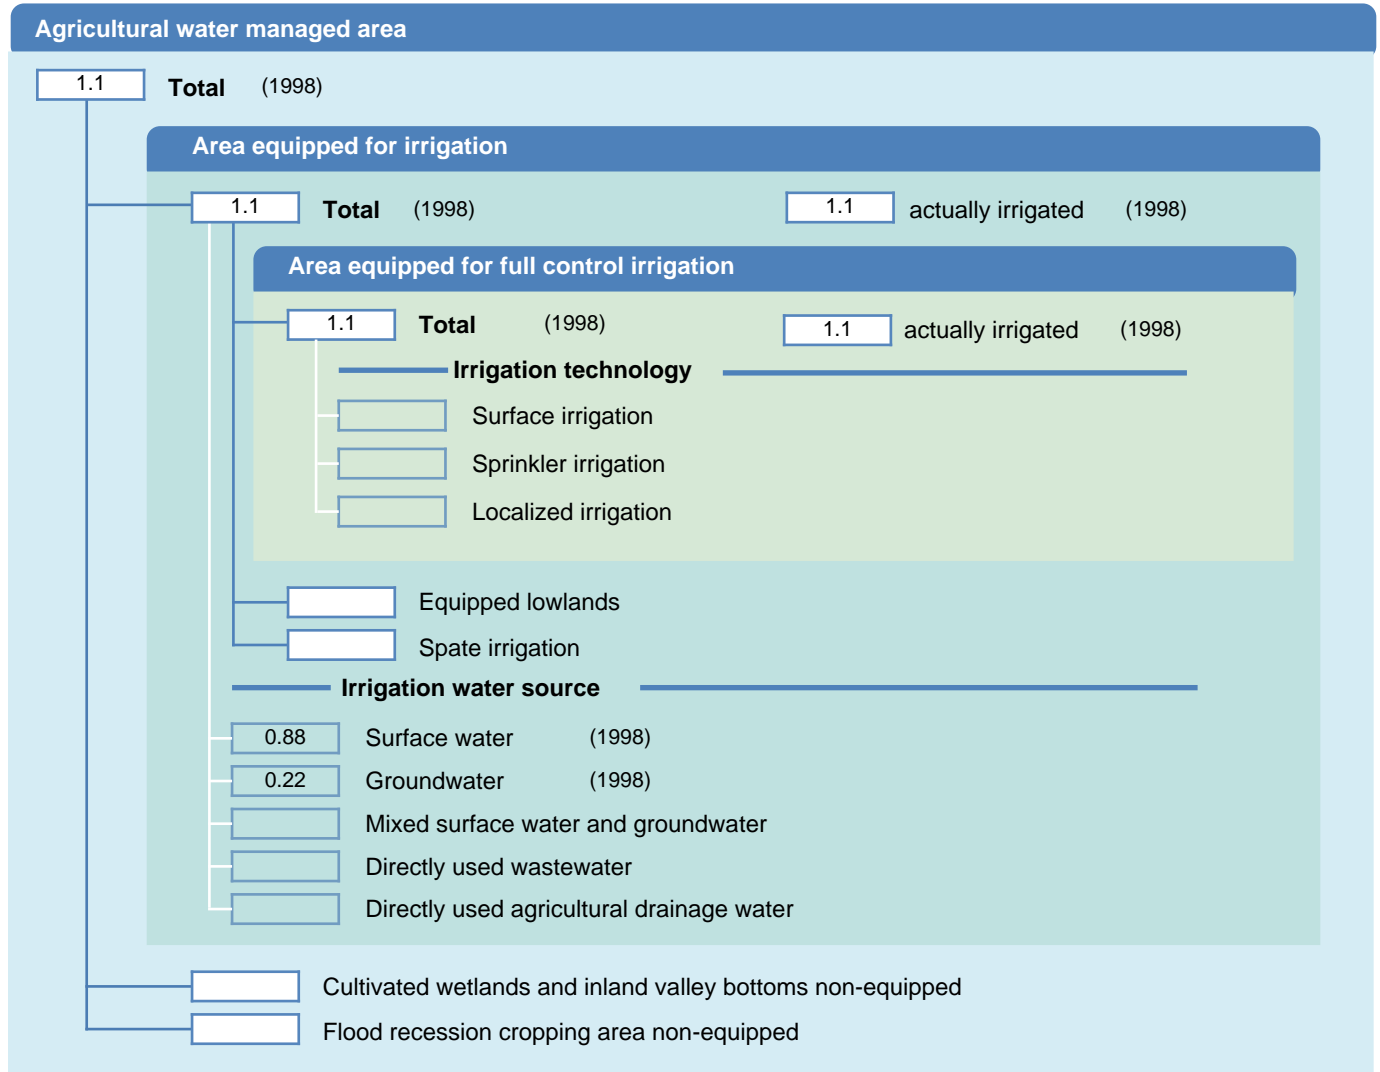 Agricultural water managed area
1.1 Total (1998)
Area equipped for irrigation
1.1 Total (1998) 1.1 actually irrigated (1998)
Area equipped for full control irrigation
1.1 Total (1998) 1.1 actually irrigated (1998)
Irrigation technology
Surface irrigation
Sprinkler irrigation
Localized irrigation
Equipped lowlands
Spate irrigation
Irrigation water source
0.88 Surface water (1998)
0.22 Groundwater (1998)
Mixed surface water and groundwater
Directly used wastewater
Directly used agricultural drainage water
Cultivated wetlands and inland valley bottoms non-equipped
Flood recession cropping area non-equipped